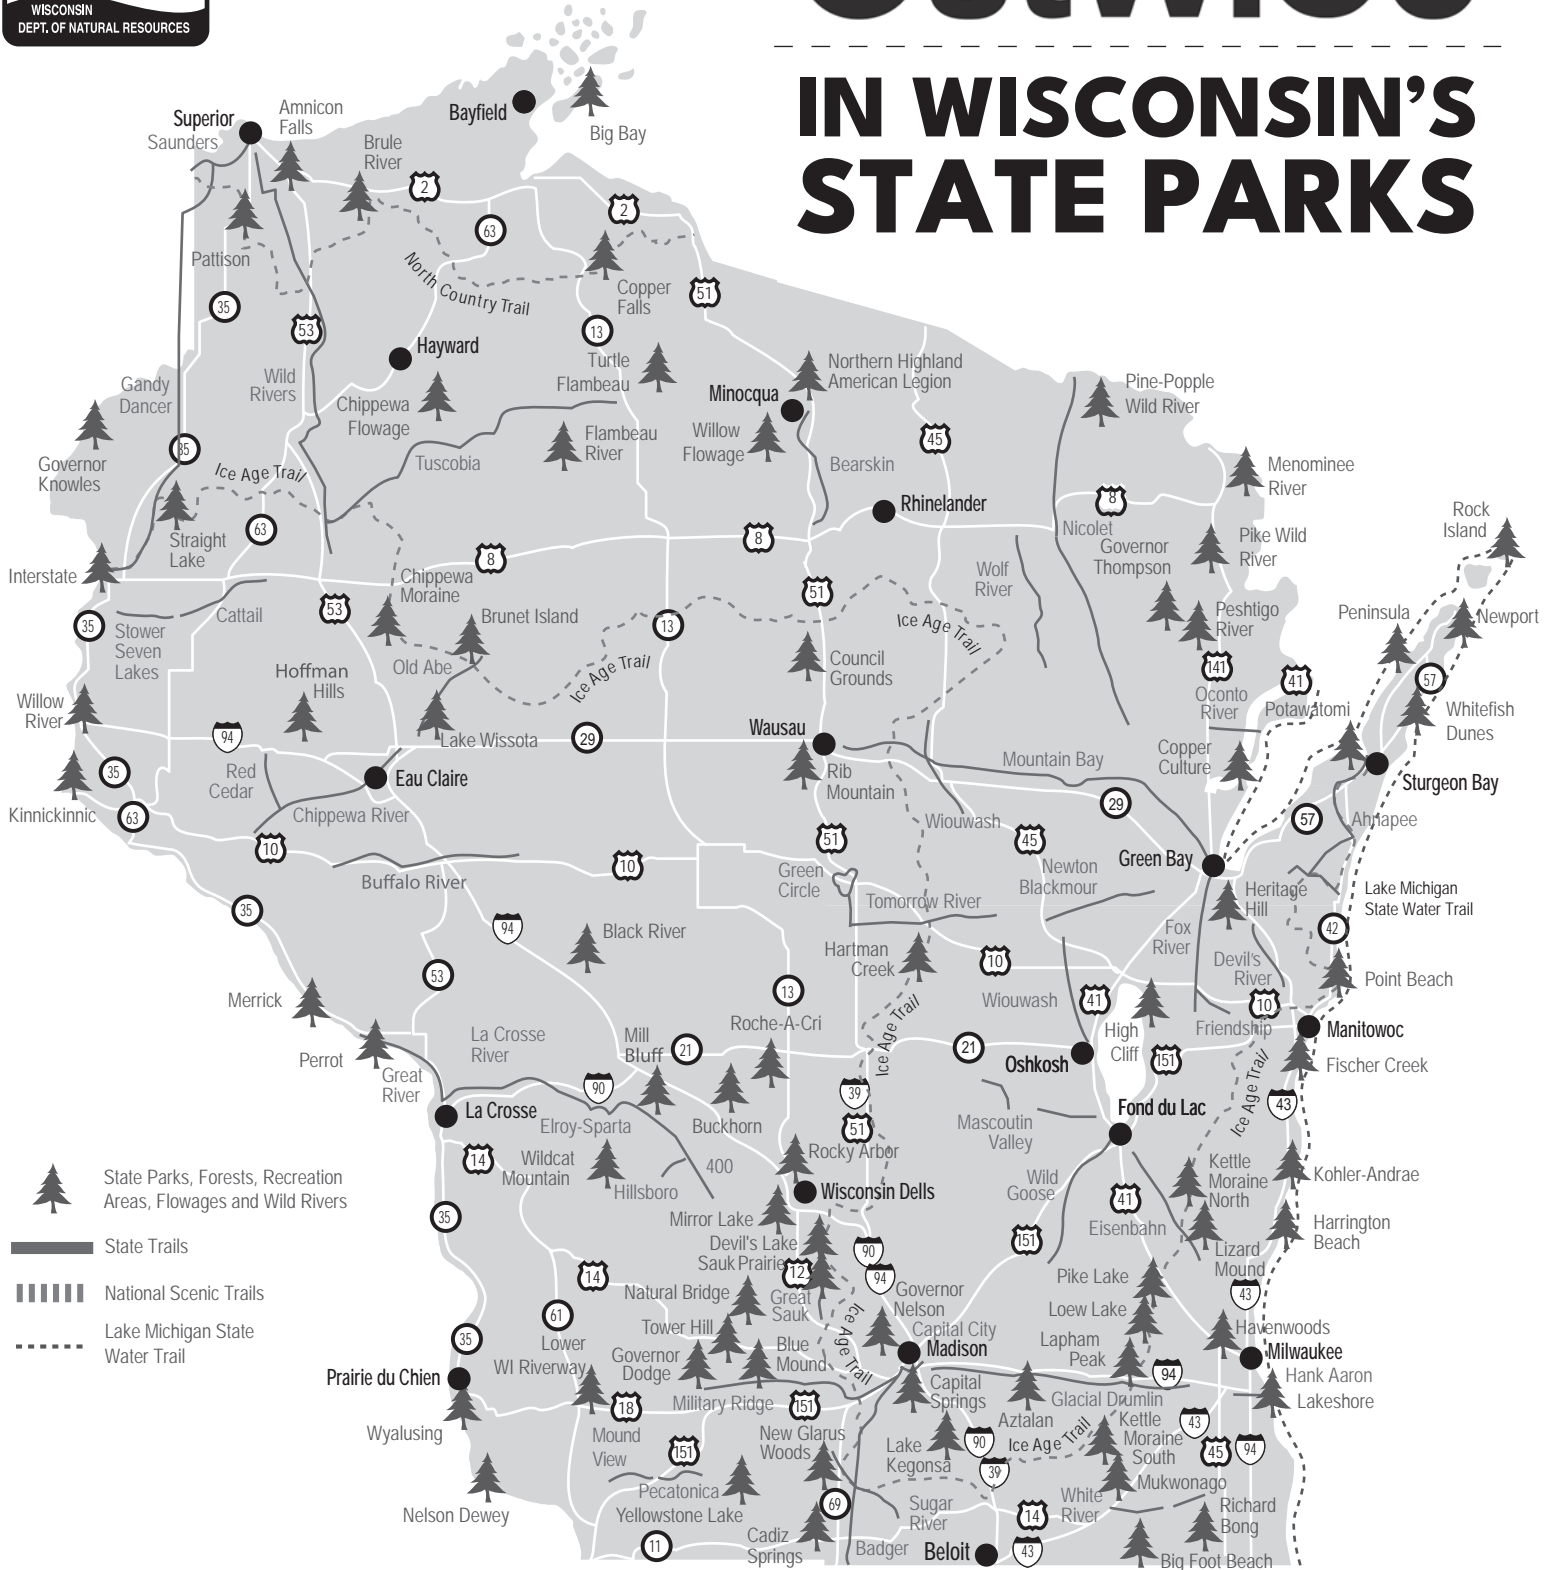 WISCONSIN
DEPT. OF NATURAL RESOURCES
IN WISCONSIN'S
STATE PARKS
Superior
Saunders
Amnicon
Falls
Brule
River
Bayfield
Big Bay
2
2
63
Pattison
North Country Trail
Copper
Falls
51
35
53
13
Hayward
Turtle
Flambeau
Northern Highland
American Legion
Minocqua
Pine-Popple
Wild River
Gandy
Dancer
Wild
Rivers
Chippewa
Flowage
Flambeau
River
Willow
Flowage
45
35
Governor
Knowles
Ice Age Trail
Tuscobia
Bearskin
Menominee
River
Rhinelander
8
Rock
Island
63
Straight
Lake
8
8
Nicolet
Governor
Thompson
Pike Wild
River
Interstate
Chippewa
Moraine
Wolf
River
51
Cattail
53
35
Stower
Seven
Lakes
Brunet Island
13
Ice Age Trail
Peshtigo
River
Peninsula
Newport
Hoffman
Hills
Old Abe
Ice Age Trail
Council
Grounds
141
41
57
Willow
River
Oconto
River
Potawatomi
Whitefish
Dunes
94
Lake Wissota
29
Wausau
Copper
Culture
35
Red
Cedar
Eau Claire
Rib
Mountain
Mountain Bay
Sturgeon Bay
Kinnickinnic
63
Chippewa River
29
57
Ahnapee
10
51
Wiouwash
45
Buffalo River
10
Green
Circle
Newton
Blackmour
Green Bay
Tomorrow River
Heritage
Hill
Lake Michigan
State Water Trail
35
94
Black River
Hartman
Creek
Fox
River
42
53
10
Devil's
River
Point Beach
Merrick
13
Wiouwash
41
10
Roche-A-Cri
La Crosse
River
Mill
Bluff
21
Ice Age Trail
21
Oshkosh
High
Cliff
151
Friendship
Manitowoc
Perrot
Great
River
Fischer Creek
90
39
Ice Age Trail
43
La Crosse
Elroy-Sparta
Buckhorn
51
Mascoutin
Valley
Fond du Lac
14
Wildcat
Mountain
400
Rocky Arbor
State Parks, Forests, Recreation
Areas, Flowages and Wild Rivers
Hillsboro
Wisconsin Dells
Wild
Goose
Kettle
Moraine
North
Kohler-Andrae
35
Mirror Lake
41
Eisenbahn
Harrington
Beach
State Trails
Devil's Lake
Sauk Prairie
90
151
Lizard
Mound
14
12
94
Pike Lake
National Scenic Trails
Natural Bridge
Great
Sauk
Governor
Nelson
43
61
Tower Hill
Loew Lake
Havenwoods
Lake Michigan State
Water Trail
35
Lower
WI Riverway
Governor
Dodge
Blue
Mound
Ice Age Trail
Capital City
Madison
Lapham
Peak
Milwaukee
Prairie du Chien
94
Hank Aaron
18
Military Ridge
151
Capital
Springs
Glacial Drumlin
Lakeshore
Wyalusing
Mound
View
New Glarus
Woods
Aztalan
Kettle
Moraine
South
43
151
Lake
Kegonsa
90
Ice Age Trail
45
94
39
Mukwonago
Nelson Dewey
Pecatonica
Yellowstone Lake
69
Sugar
River
White
River
Richard
Bong
14
11
Cadiz
Springs
Badger
Beloit
43
Big Foot Beach